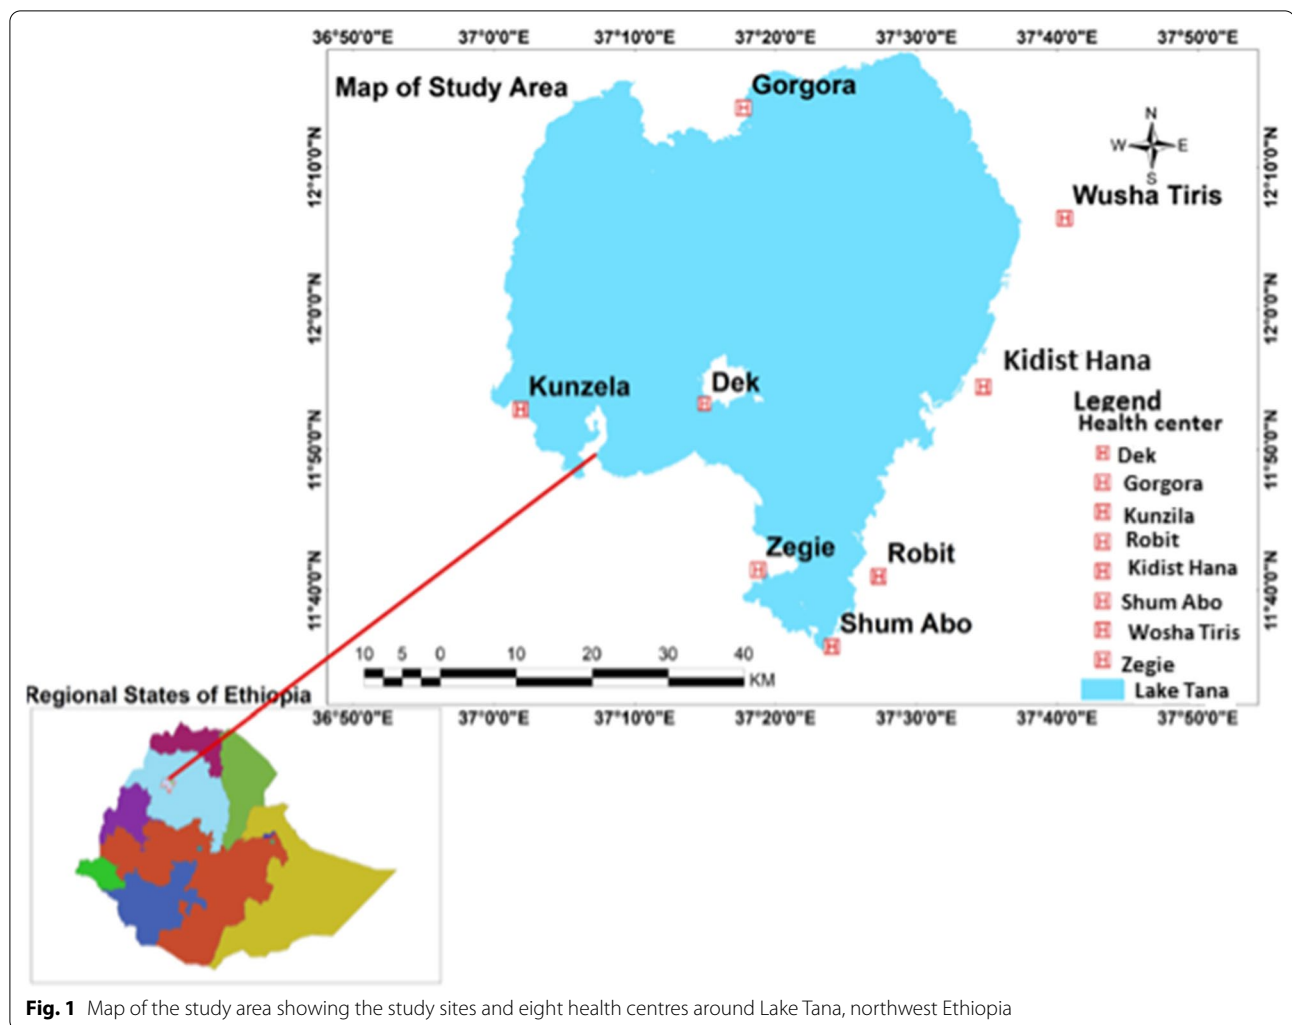 36°50'0"E 37°0'0"E 37°10'0"E 37°20'0"E 37°30'0"E 37°40'0"E 37°50'0"E
Map of Study Area
Gorgora
N
W E
S
12°10'0"N 12°10'0"N
Wusha Tiris
12°0'0"N 12°0'0"N
Kidist Hana
Kunzela
Dek
Legend
Health center
11°50'0"N 11°50'0"N
H Dek
H Gorgora
H Kunzila
H Robit
H Kidist Hana
H Shum Abo
H Wosha Tiris
H Zegie
Lake Tana
Zegie
Robit
11°40'0"N 11°40'0"N
Shum Abo
10 5 0 10 20 30 40
KM
36°50'0"E 37°0'0"E 37°10'0"E 37°20'0"E 37°30'0"E 37°40'0"E 37°50'0"E
Regional States of Ethiopia
Fig. 1 Map of the study area showing the study sites and eight health centres around Lake Tana, northwest Ethiopia